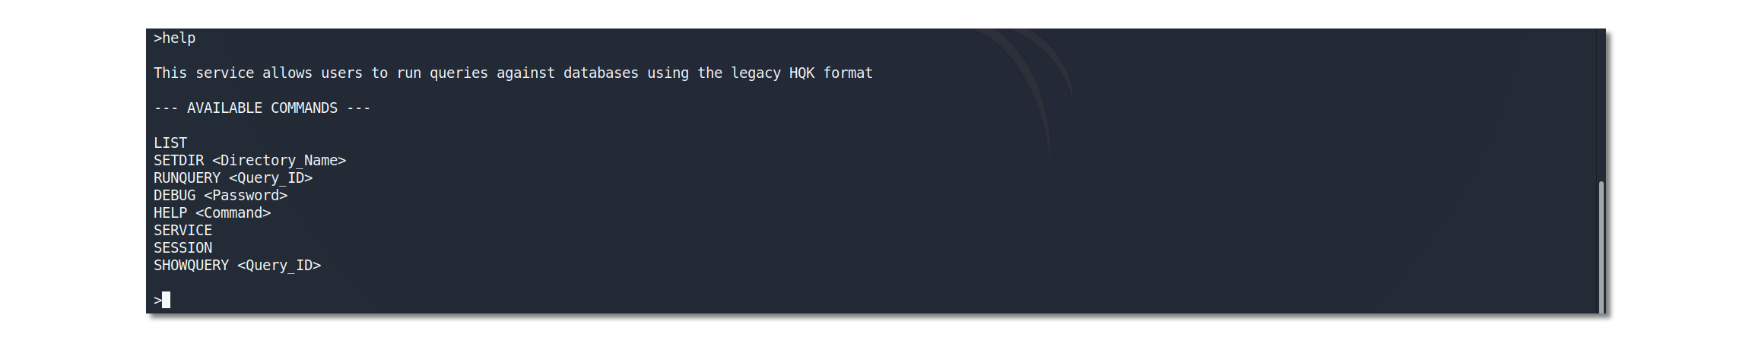 >help
This service allows users to run queries against databases using the legacy HQK format
--- AVAILABLE COMMANDS ---
LIST
SETDIR <Directory_Name>
RUNQUERY <Query_ID>
DEBUG <Password>
HELP <Command>
SERVICE
SESSION
SHOWQUERY <Query_ID>
>